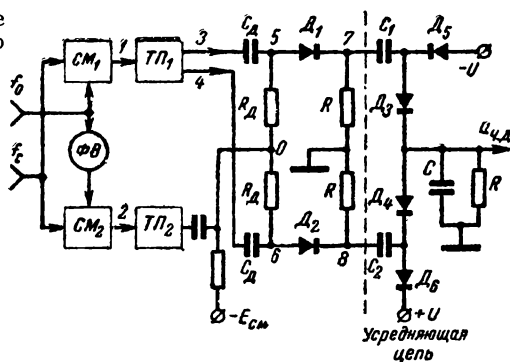 е
о
f₀
f_c
СМ₁
1
ТП₁
3
4
С_Д
5
Д₁
7
С₁
Д₅
-U
ФВ
R_Д
R
Д₃
0
u_ч.д
R_Д
R
Д₄
С
R
СМ₂
2
ТП₂
С_Д
6
Д₂
8
С₂
Д₆
-E_см
+U
Усредняющая
цепь